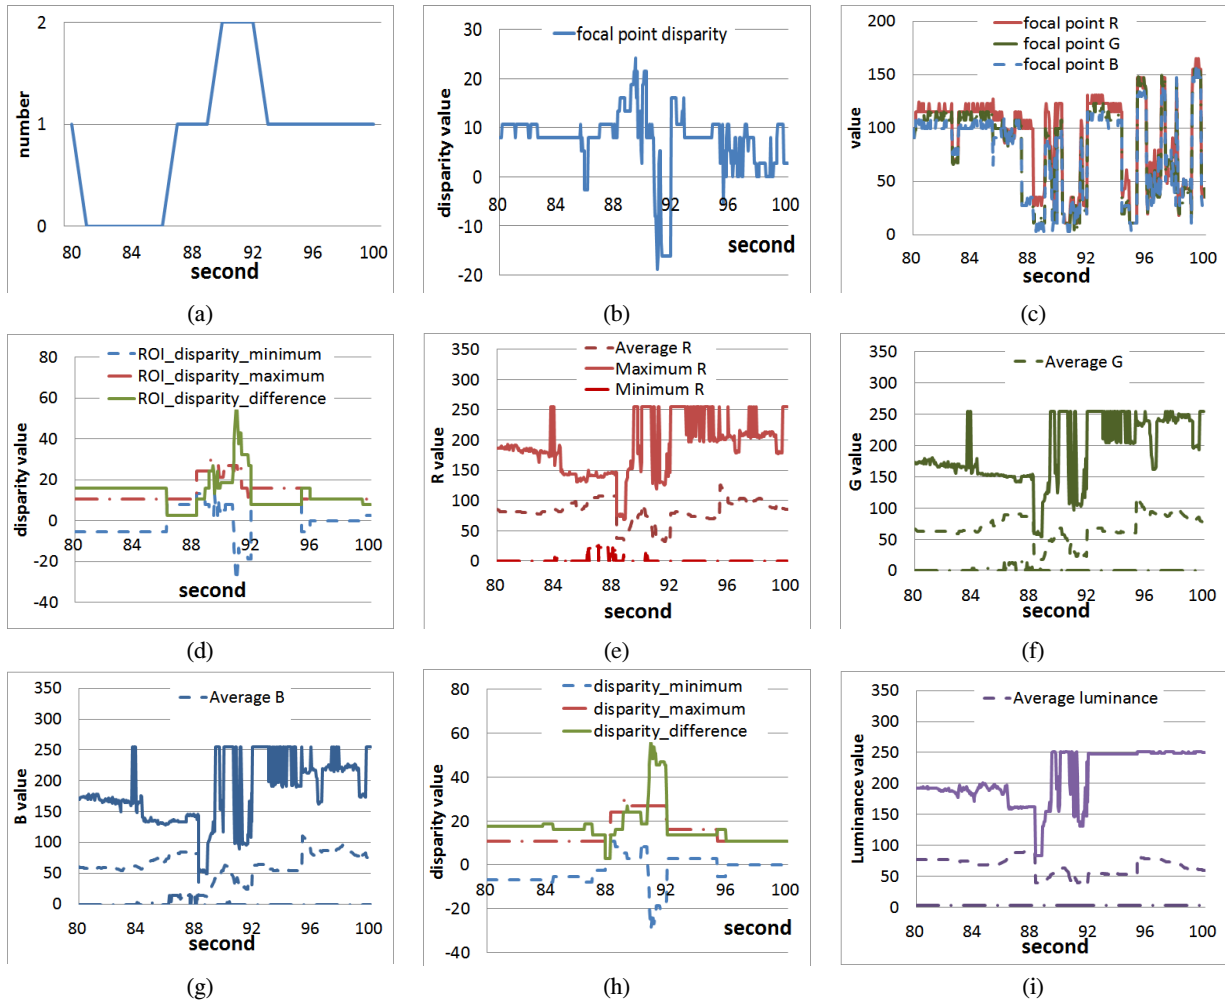 2
1
0
number
80 84 88 92 96 100
second
(a)
30
20
10
0
-10
-20
disparity value
focal point disparity
80 84 88 92 96 100
second
(b)
200
150
100
50
0
value
focal point R
focal point G
focal point B
80 84 88 92 96 100
second
(c)
80
60
40
20
0
-20
-40
disparity value
ROI_disparity_minimum
ROI_disparity_maximum
ROI_disparity_difference
80 84 88 92 96 100
second
(d)
350
300
250
200
150
100
50
0
R value
Average R
Maximum R
Minimum R
80 84 88 92 96 100
second
(e)
350
300
250
200
150
100
50
0
G value
Average G
80 84 88 92 96 100
second
(f)
350
300
250
200
150
100
50
0
B value
Average B
80 84 88 92 96 100
second
(g)
80
60
40
20
0
-20
-40
disparity value
disparity_minimum
disparity_maximum
disparity_difference
80 84 88 92 96 100
second
(h)
350
300
250
200
150
100
50
0
Luminance value
Average luminance
80 84 88 92 96 100
second
(i)